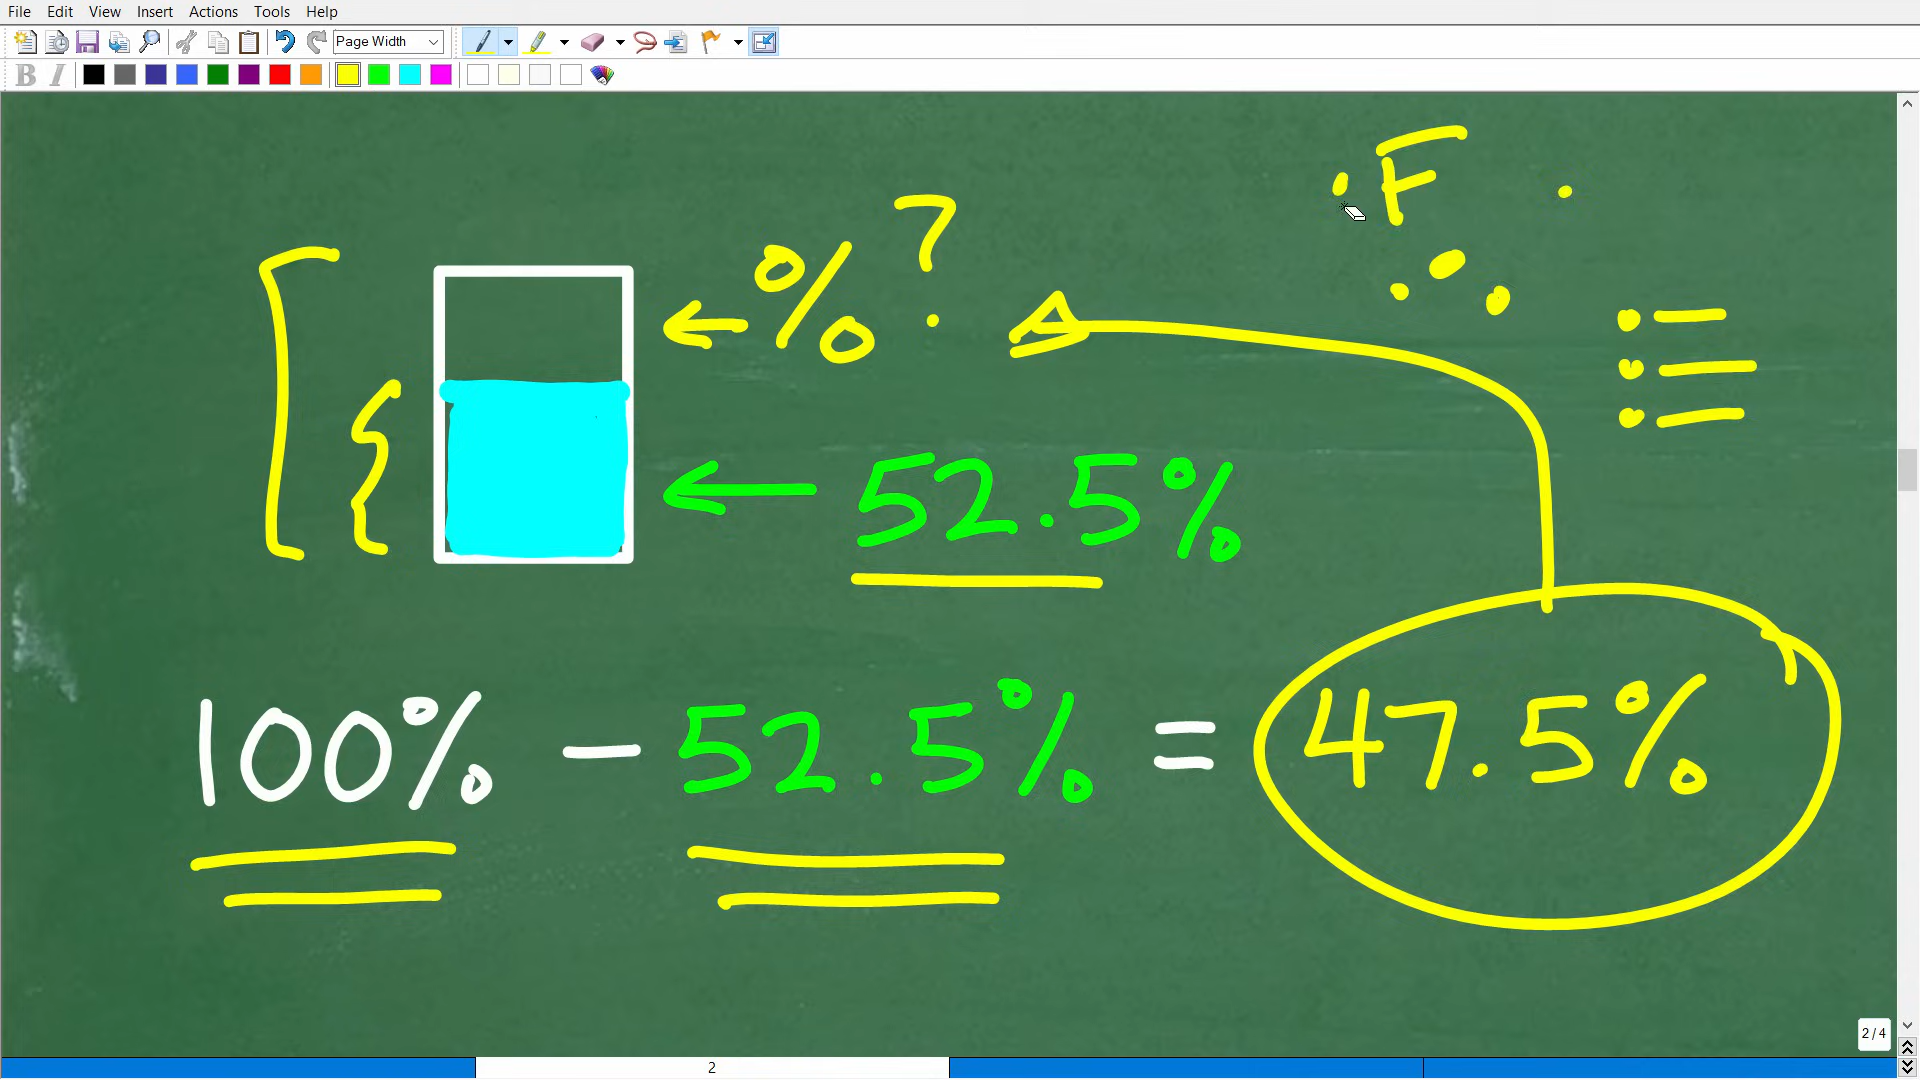 File Edit View Insert Actions Tools Help
Page Width
B I
F
% ?
52.5%
100% - 52.5% = 47.5%
2 / 4
2